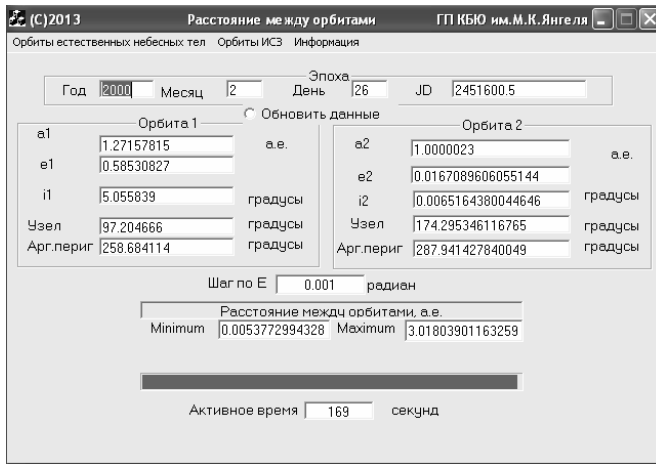 (C)2013 Расстояние между орбитами ГП КБЮ им.М.К.Янгеля
Орбиты естественных небесных тел Орбиты ИСЗ Информация
Эпоха
Год 2000 Месяц 2 День 26 JD 2451600.5
Обновить данные
Орбита 1 Орбита 2
a1 1.27157815 а.е. a2 1.0000023 а.е.
e1 0.58530827 e2 0.0167089606055144
i1 5.055839 градусы i2 0.0065164380044646 градусы
Узел 97.204666 градусы Узел 174.295346116765 градусы
Арг.периг 258.684114 градусы Арг.периг 287.941427840049 градусы
Шаг по E 0.001 радиан
Расстояние между орбитами, а.е.
Minimum 0.0053772994328 Maximum 3.01803901163259
Активное время 169 секунд